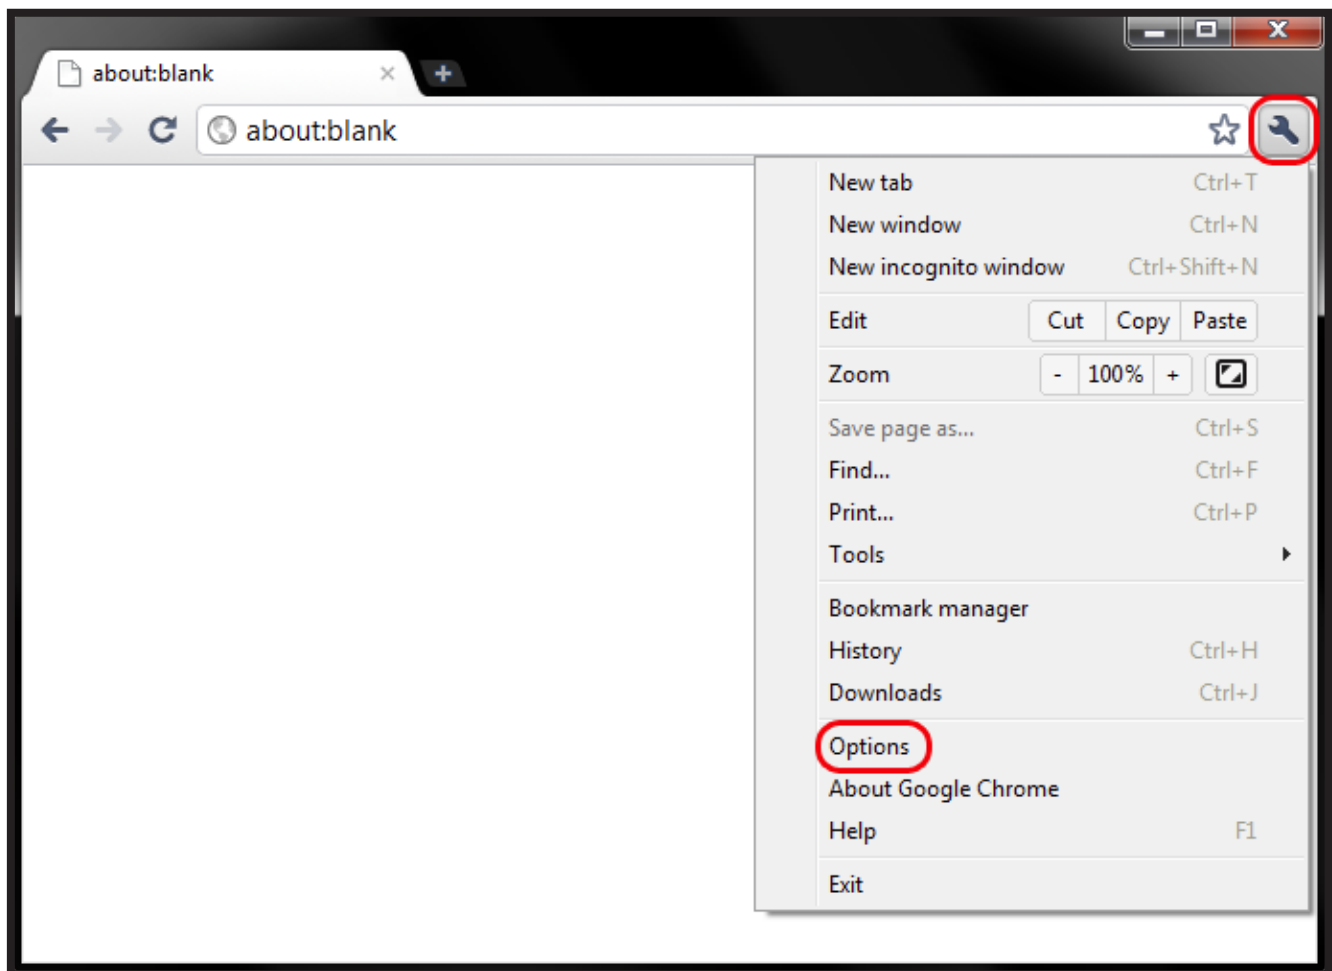 about:blank
about:blank
New tab Ctrl+T
New window Ctrl+N
New incognito window Ctrl+Shift+N
Edit Cut Copy Paste
Zoom - 100% +
Save page as... Ctrl+S
Find... Ctrl+F
Print... Ctrl+P
Tools
Bookmark manager
History Ctrl+H
Downloads Ctrl+J
Options
About Google Chrome
Help F1
Exit